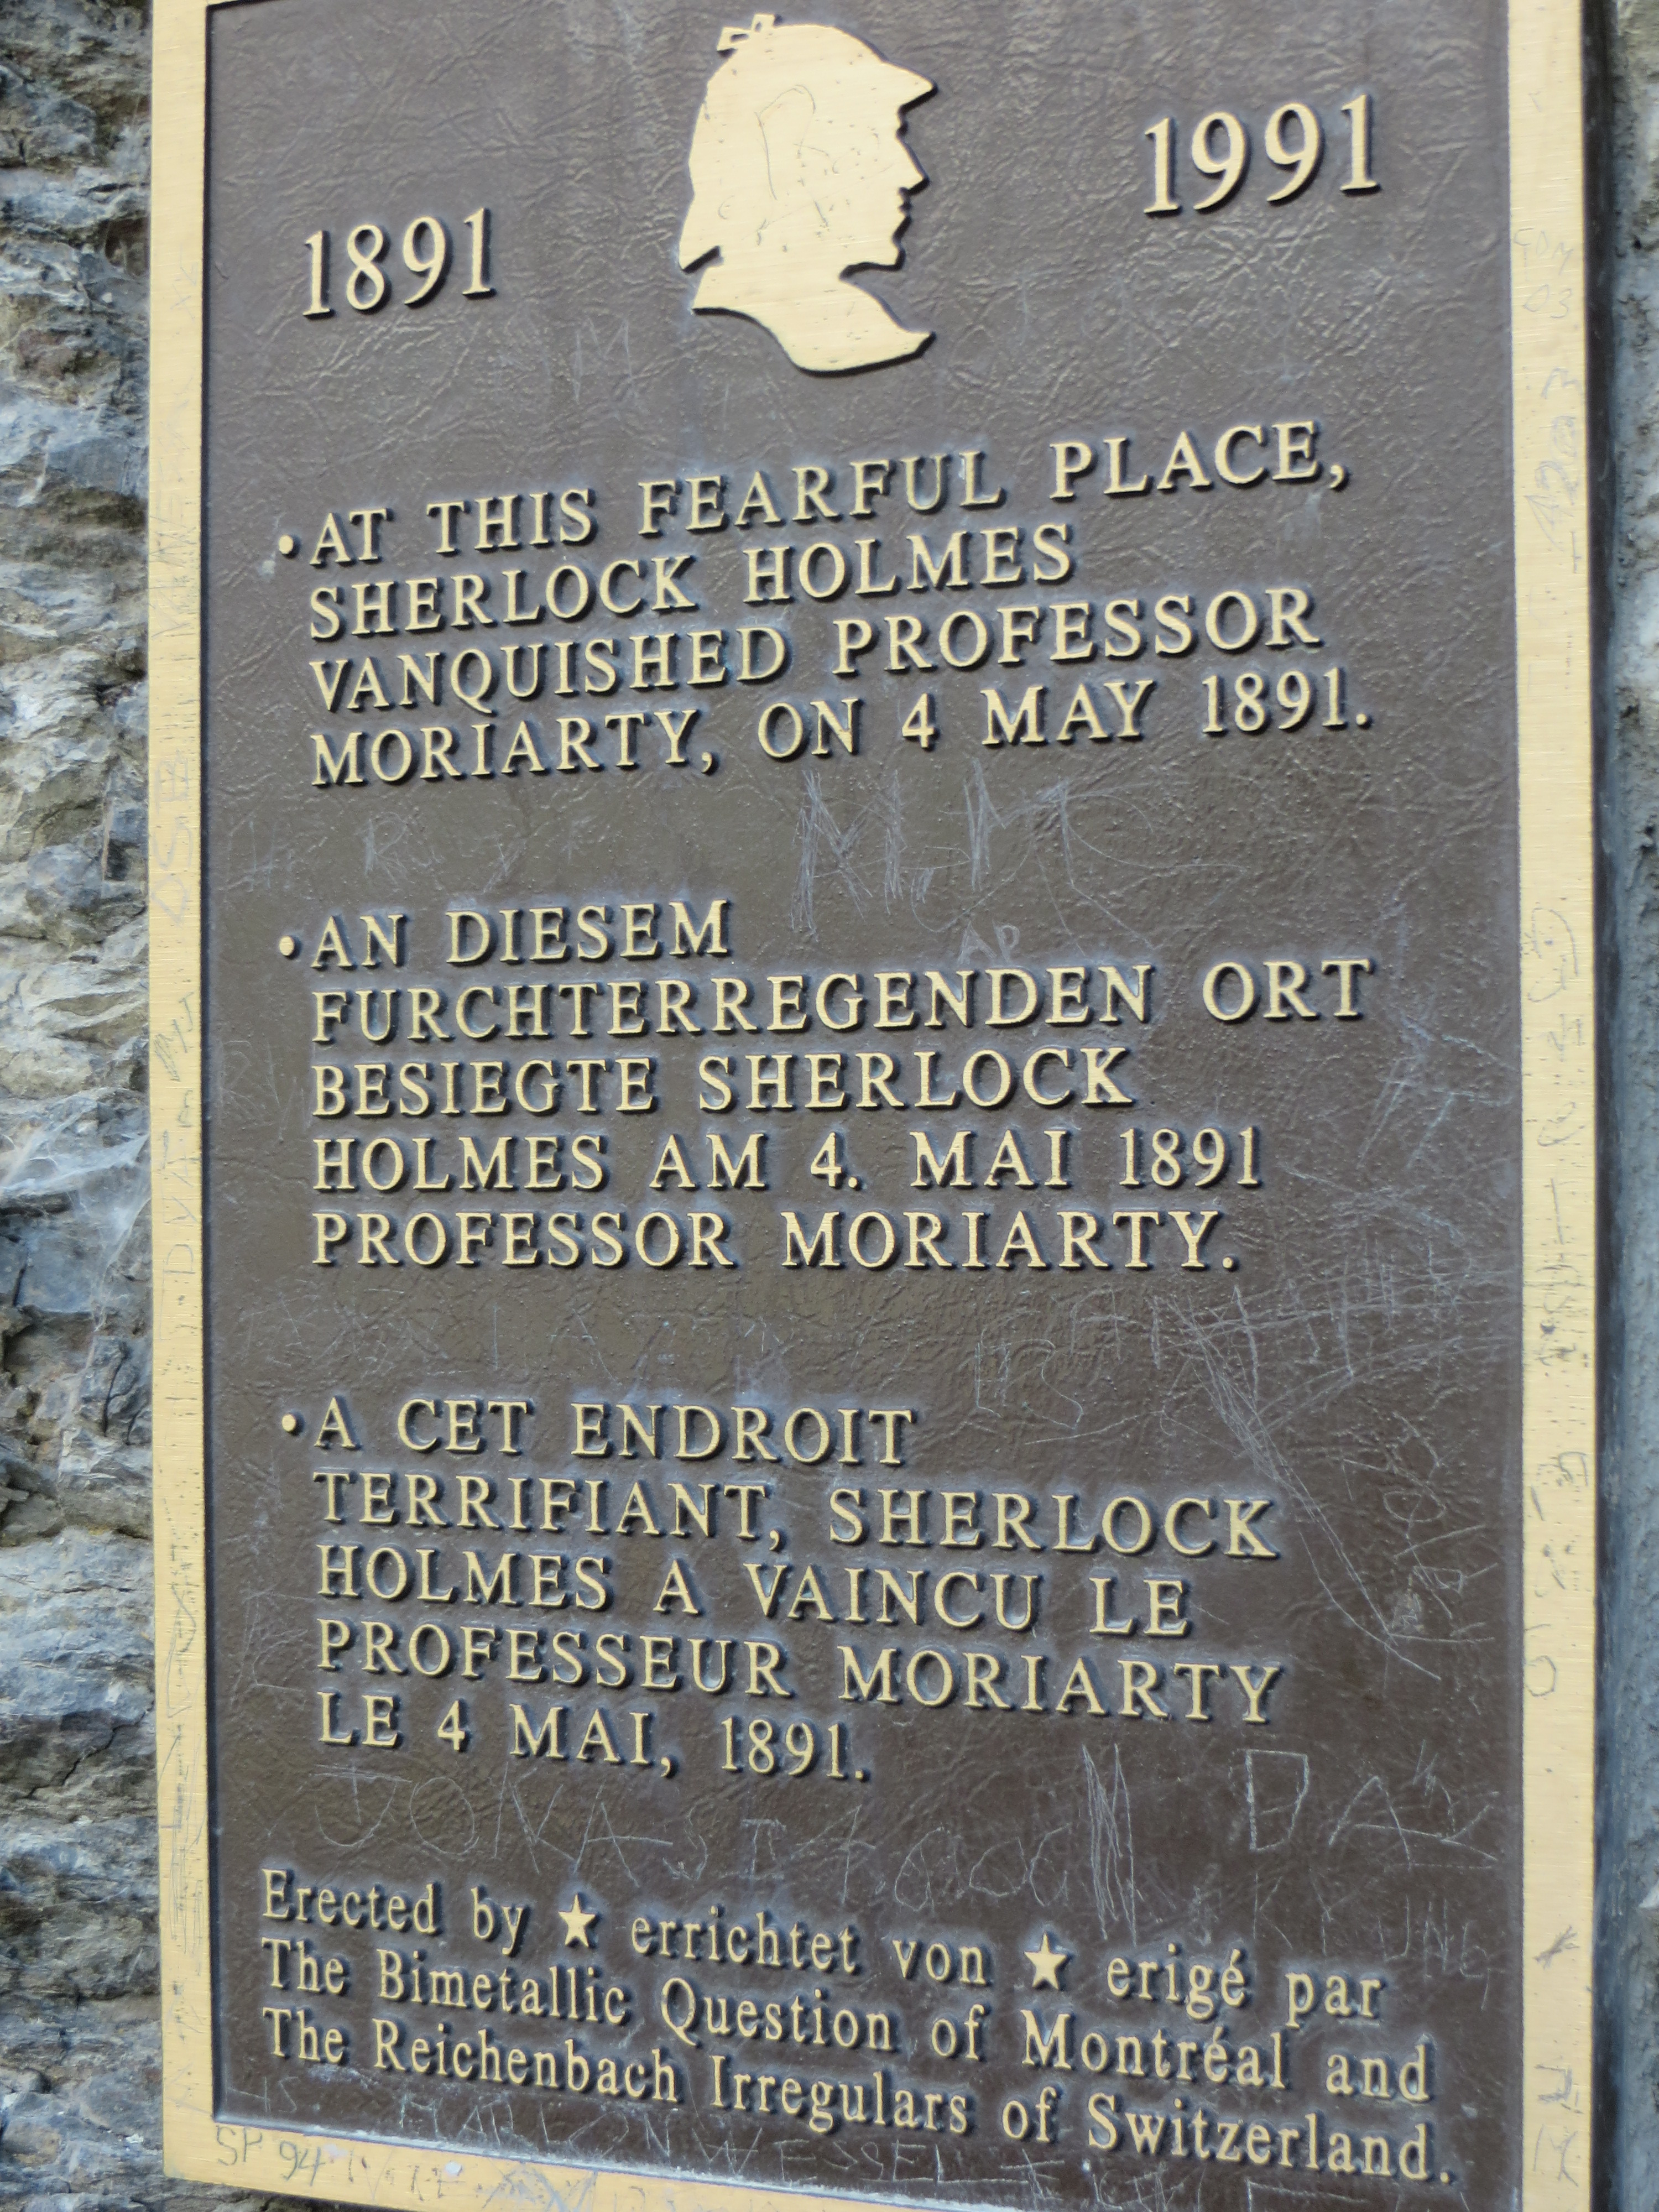 1891 1991
•AT THIS FEARFUL PLACE,
SHERLOCK HOLMES
VANQUISHED PROFESSOR
MORIARTY, ON 4 MAY 1891.
•AN DIESEM
FURCHTERREGENDEN ORT
BESIEGTE SHERLOCK
HOLMES AM 4. MAI 1891
PROFESSOR MORIARTY.
•A CET ENDROIT
TERRIFIANT, SHERLOCK
HOLMES A VAINCU LE
PROFESSEUR MORIARTY
LE 4 MAI, 1891.
Erected by ★ errichtet von ★ erigé par
The Bimetallic Question of Montréal and
The Reichenbach Irregulars of Switzerland.
SP 94